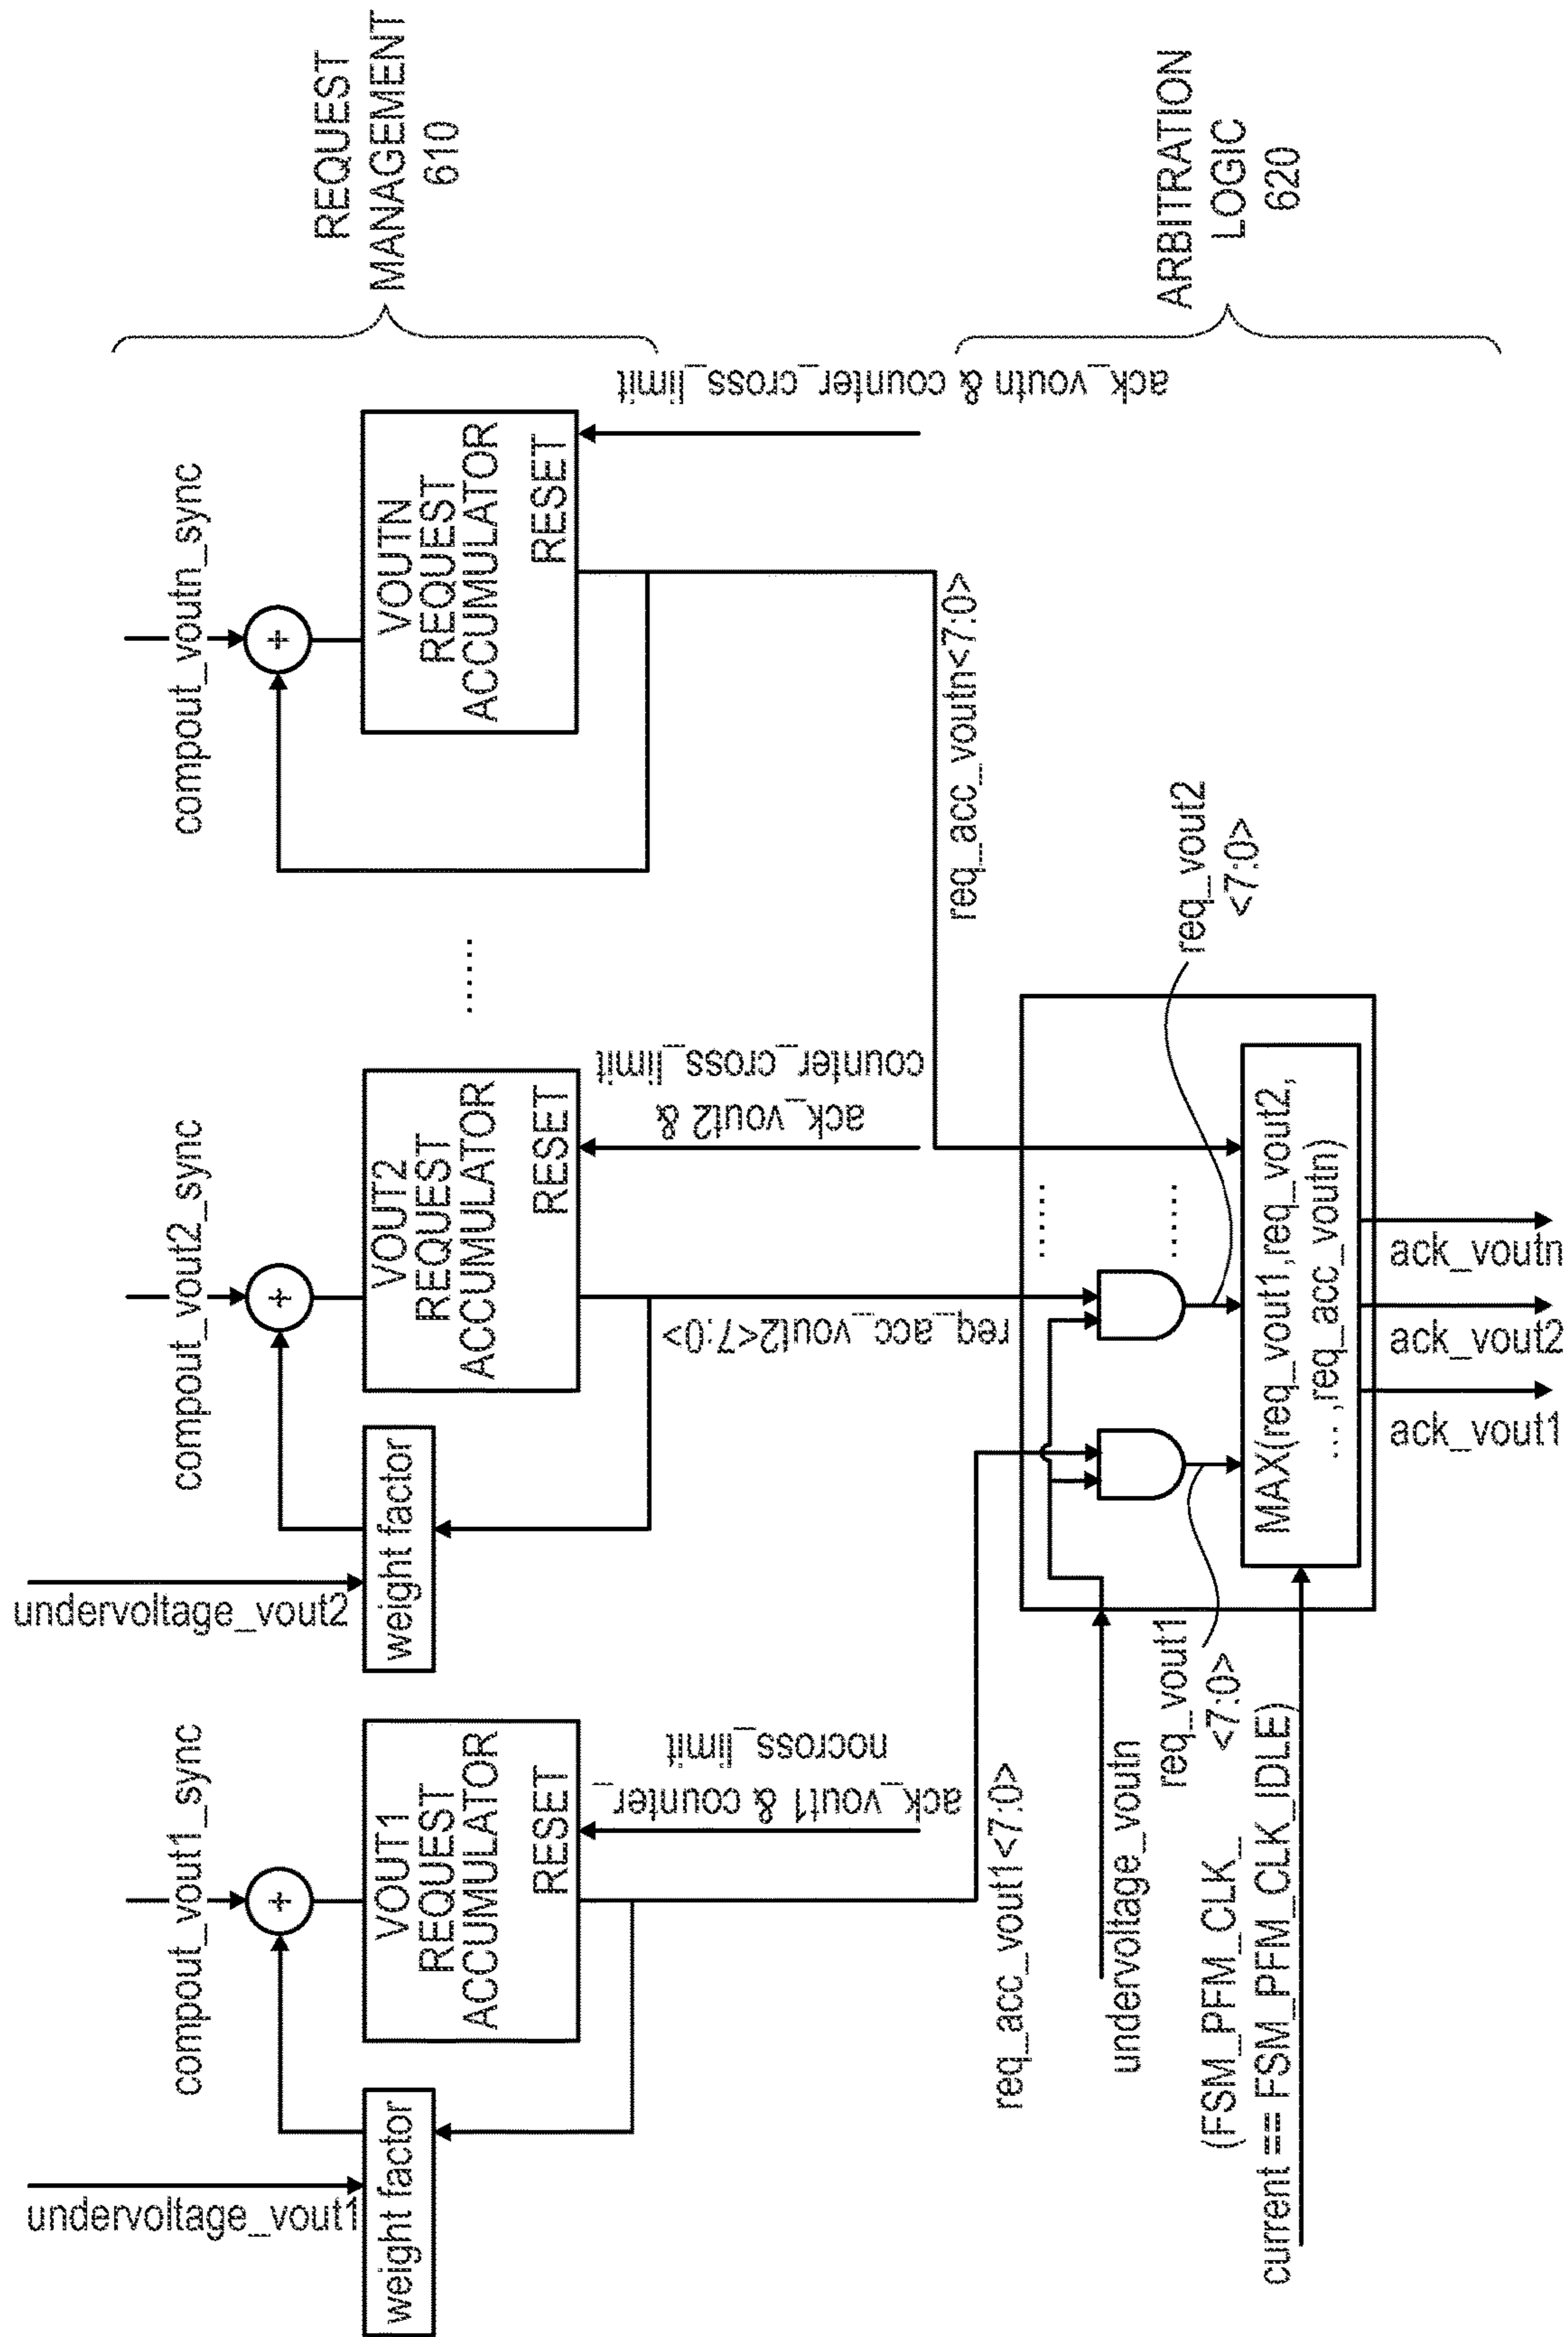 undervoltage_vout1
compout_vout1_sync
weight factor
+
VOUT1
REQUEST
ACCUMULATOR
RESET
ack_vout1 & counter_
nocross_limit
req_acc_vout1<7:0>
undervoltage_vout2
compout_vout2_sync
weight factor
+
VOUT2
REQUEST
ACCUMULATOR
RESET
ack_vout2 &
counter_cross_limit
req_acc_vout2<7:0>
......
compout_voutn_sync
+
VOUTN
REQUEST
ACCUMULATOR
RESET
ack_voutn & counter_cross_limit
req_acc_voutn<7:0>
REQUEST
MANAGEMENT
610
undervoltage_voutn
req_vout1
<7:0>
(FSM_PFM_CLK_
current == FSM_PFM_CLK_IDLE)
......
......
req_vout2
<7:0>
MAX(req_vout1,req_vout2,
... ,req_acc_voutn)
ack_vout1
ack_vout2
ack_voutn
ARBITRATION
LOGIC
620